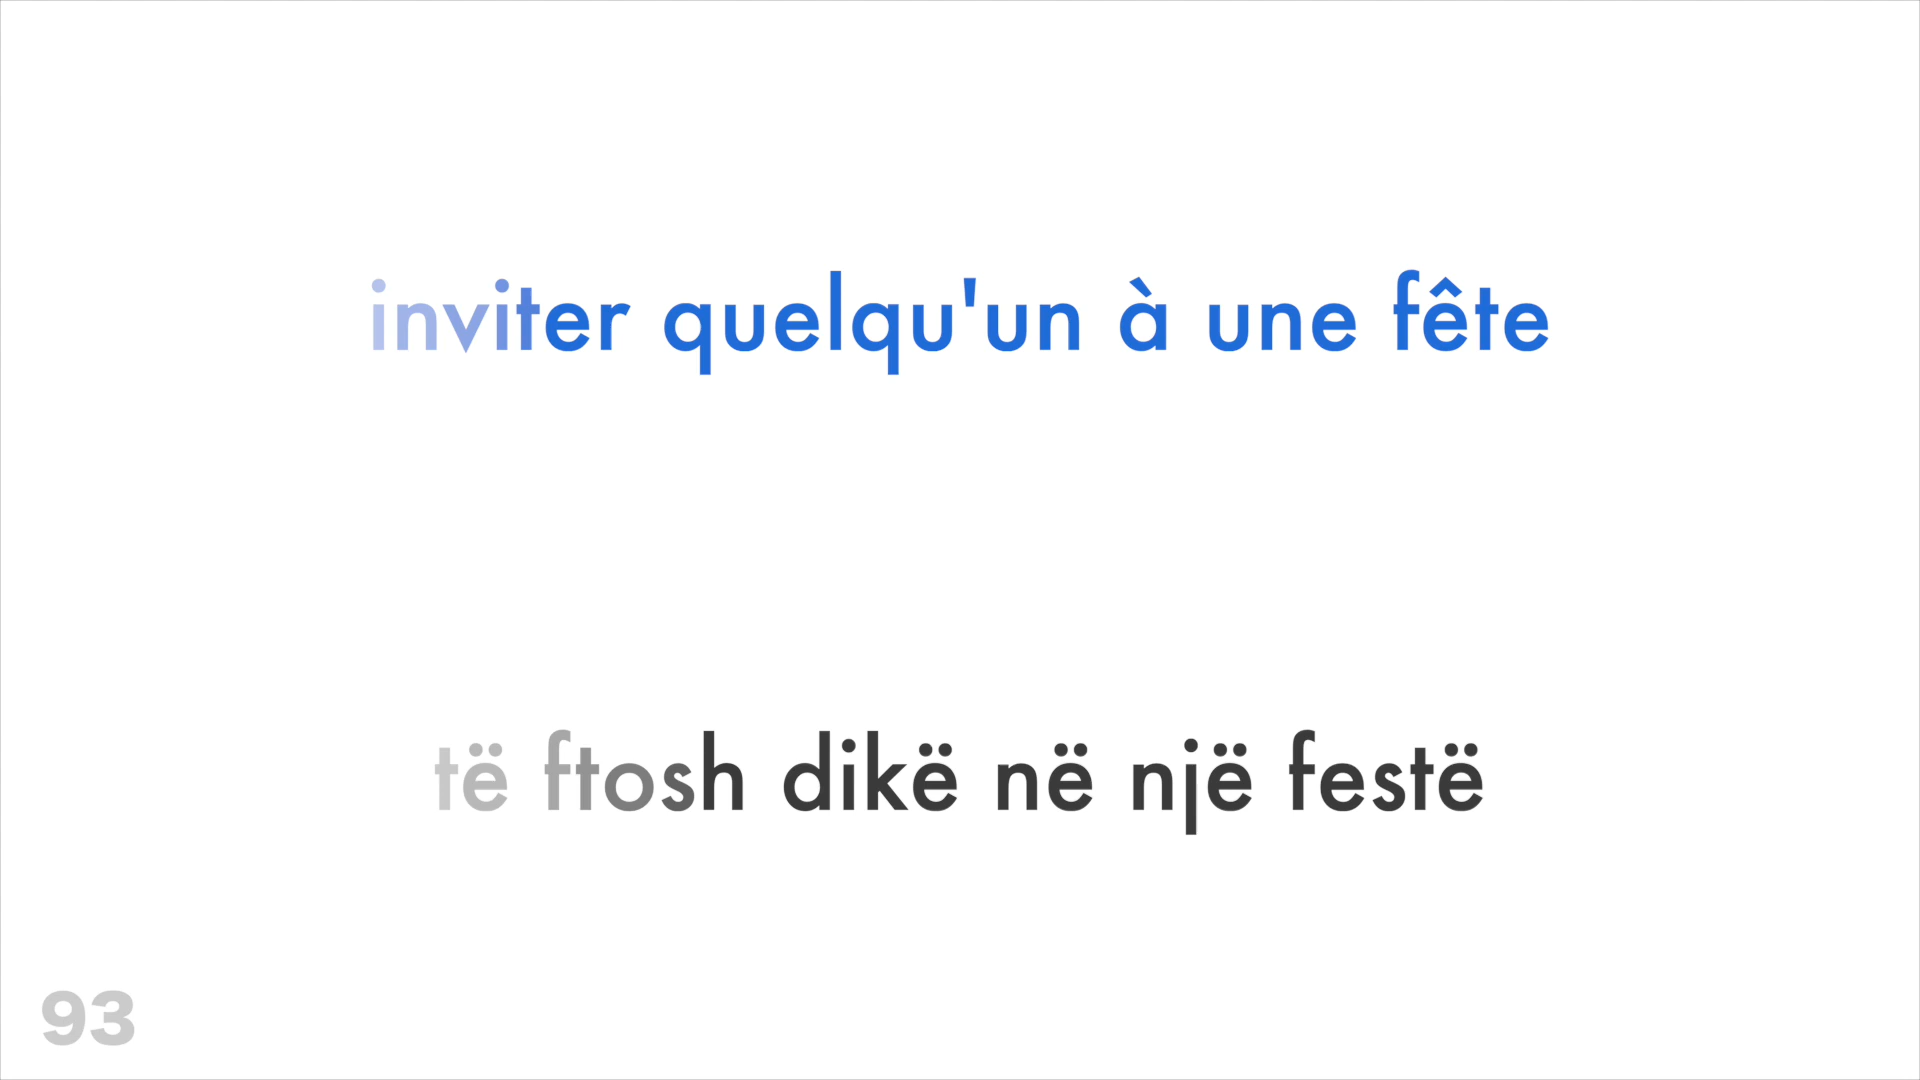 inviter quelqu'un à une fête
të ftosh dikë në një festë
93